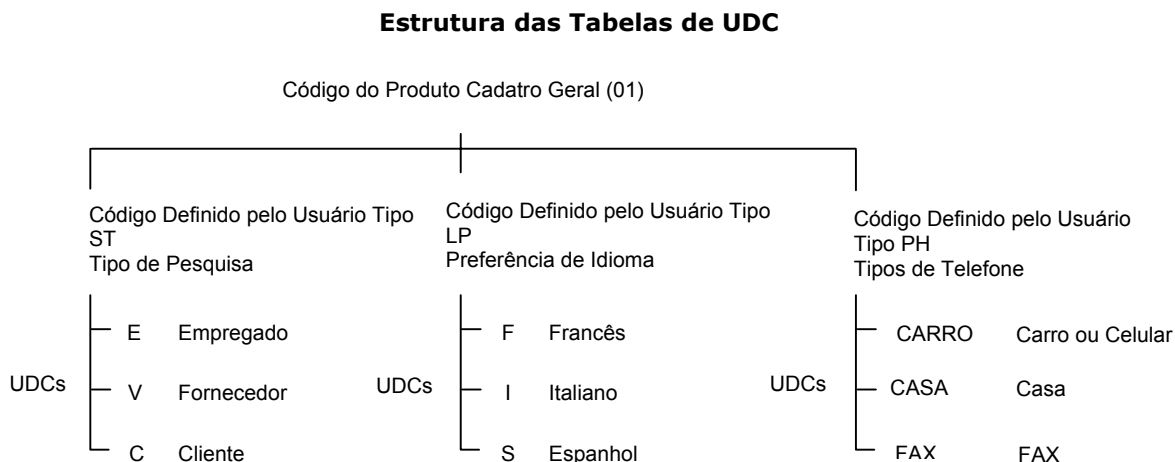 Estrutura das Tabelas de UDC
Código do Produto Cadatro Geral (01)
Código Definido pelo Usuário Tipo
ST
Tipo de Pesquisa
E Empregado
UDCs
V Fornecedor
C Cliente
Código Definido pelo Usuário Tipo
LP
Preferência de Idioma
F Francês
UDCs
I Italiano
S Espanhol
Código Definido pelo Usuário
Tipo PH
Tipos de Telefone
CARRO Carro ou Celular
UDCs
CASA Casa
FAX FAX